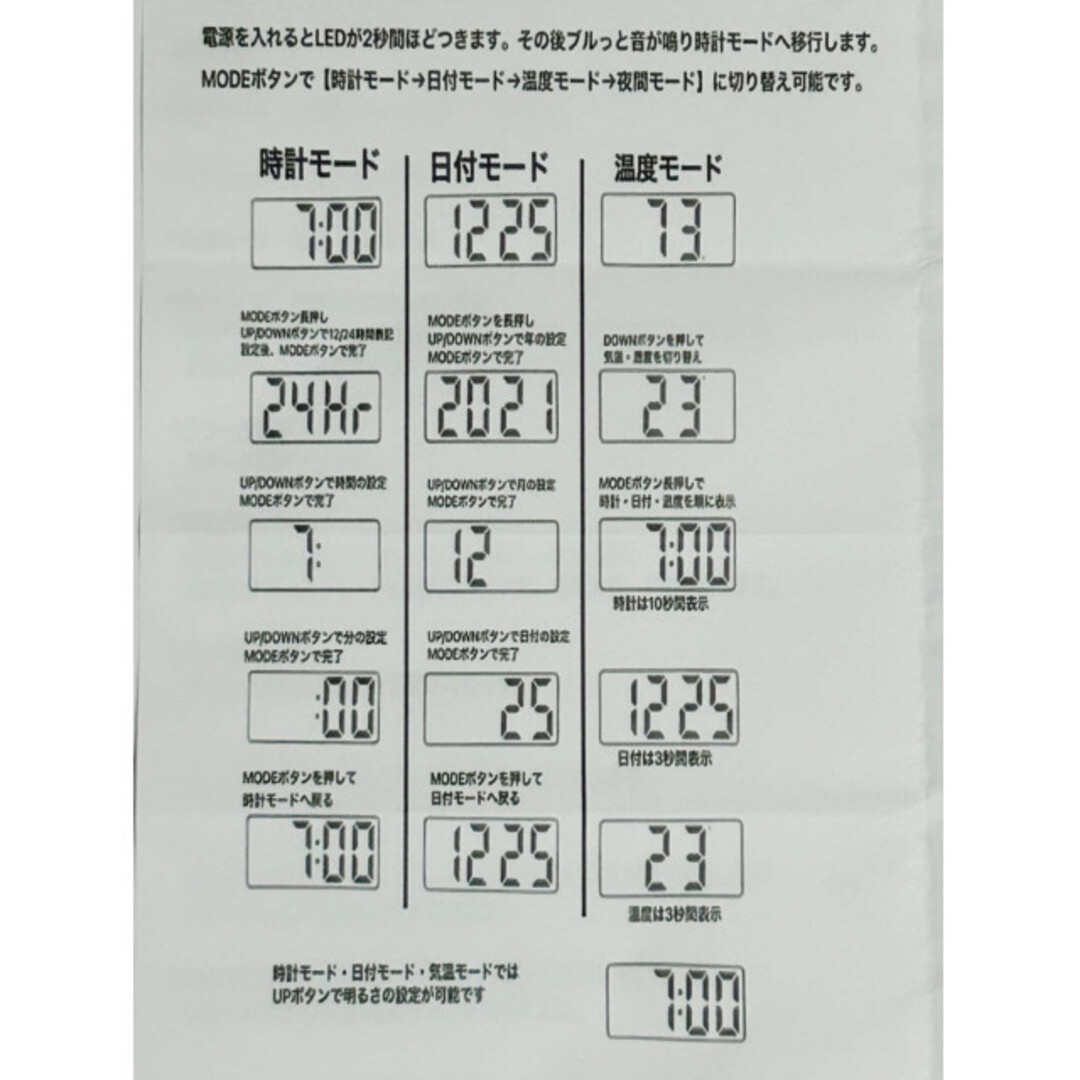 電源を入れるとLEDが2秒間ほどつきます。その後ブルっと音が鳴り時計モードへ移行します。
MODEボタンで【時計モード→日付モード→温度モード→夜間モード】に切り替え可能です。
時計モード
7:00
MODEボタン長押し
UP/DOWNボタンで12/24時間表記
設定後、MODEボタンで完了
24Hr
UP/DOWNボタンで時間の設定
MODEボタンで完了
7:
UP/DOWNボタンで分の設定
MODEボタンで完了
:00
MODEボタンを押して
時計モードへ戻る
7:00
日付モード
1225
MODEボタンを長押し
UP/DOWNボタンで年の設定
MODEボタンで完了
2021
UP/DOWNボタンで月の設定
MODEボタンで完了
12
UP/DOWNボタンで日付の設定
MODEボタンで完了
25
MODEボタンを押して
日付モードへ戻る
1225
温度モード
73
DOWNボタンを押して
気温・湿度を切り替え
23
MODEボタン長押しで
時計・日付・温度を順に表示
7:00
時計は10秒間表示
1225
日付は3秒間表示
23
温度は3秒間表示
7:00
時計モード・日付モード・気温モードでは
UPボタンで明るさの設定が可能です